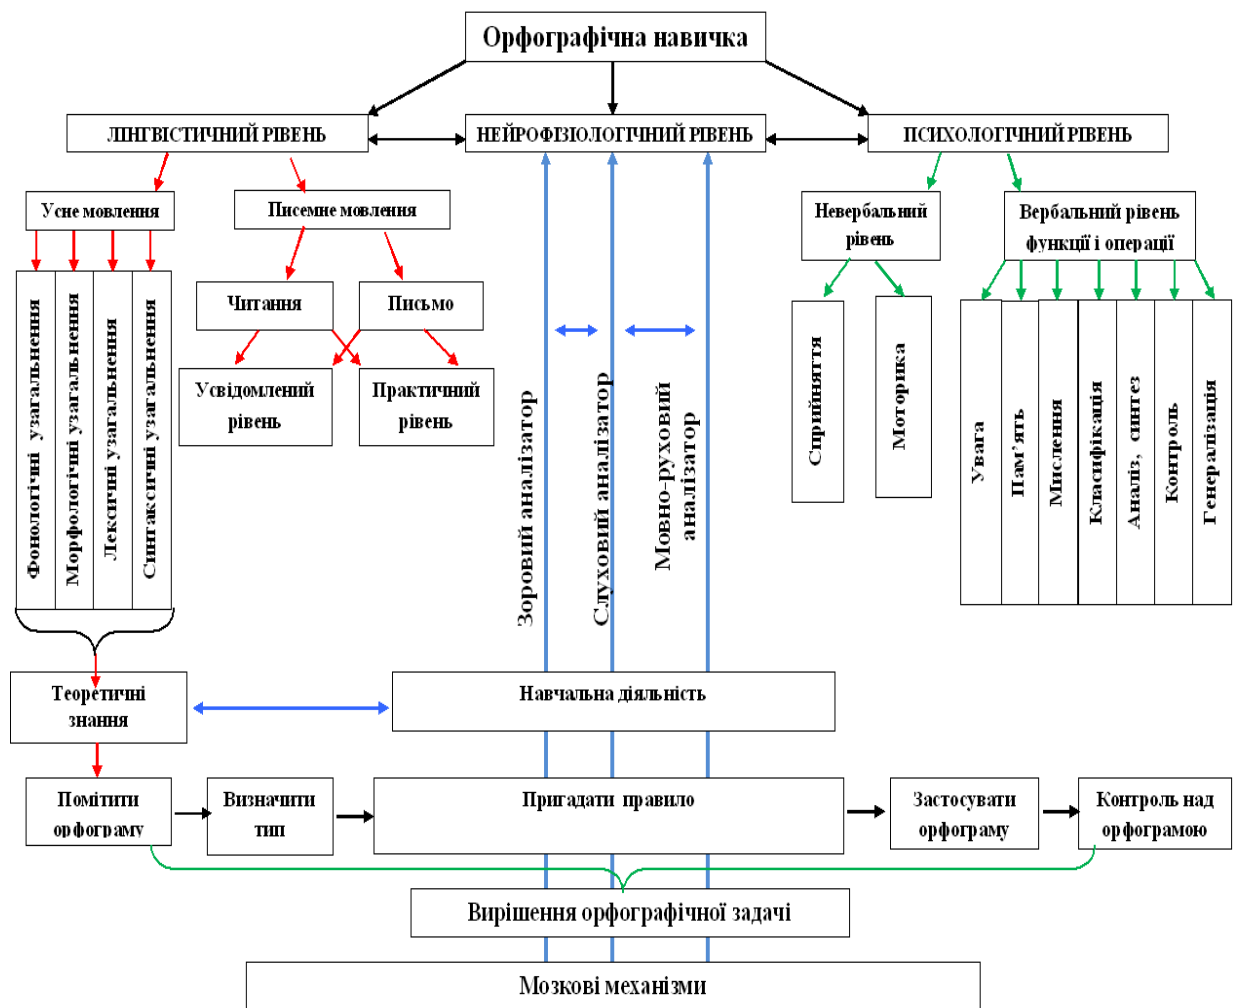 Орфографічна навичка
ЛІНГВІСТИЧНИЙ РІВЕНЬ
НЕЙРОФІЗІОЛОГІЧНИЙ РІВЕНЬ
ПСИХОЛОГІЧНИЙ РІВЕНЬ
Усне мовлення
Писемне мовлення
Невербальний
рівень
Вербальний рівень
функції і операції
Читання
Письмо
Усвідомлений
рівень
Практичний
рівень
Фонологічні узагальнення
Морфологічні узагальнення
Лексичні узагальнення
Синтаксичні узагальнення
Зоровий аналізатор
Слуховий аналізатор
Мовно-руховий
аналізатор
Сприйняття
Моторика
Увага
Пам’ять
Мислення
Класифікація
Аналіз, синтез
Контроль
Генералізація
Теоретичні
знання
Навчальна діяльність
Помітити
орфограму
Визначити
тип
Пригадати правило
Застосувати
орфограму
Контроль над
орфограмою
Вирішення орфографічної задачі
Мозкові механізми